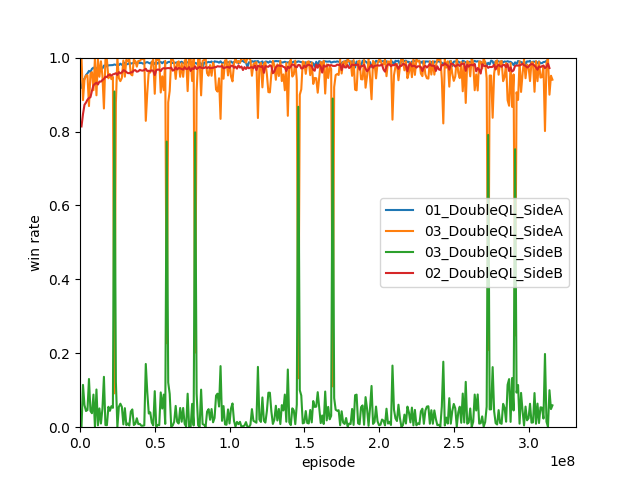 1.0
0.8
0.6
0.4
0.2
0.0
win rate
01_DoubleQL_SideA
03_DoubleQL_SideA
03_DoubleQL_SideB
02_DoubleQL_SideB
0.0 0.5 1.0 1.5 2.0 2.5 3.0
1e8
episode